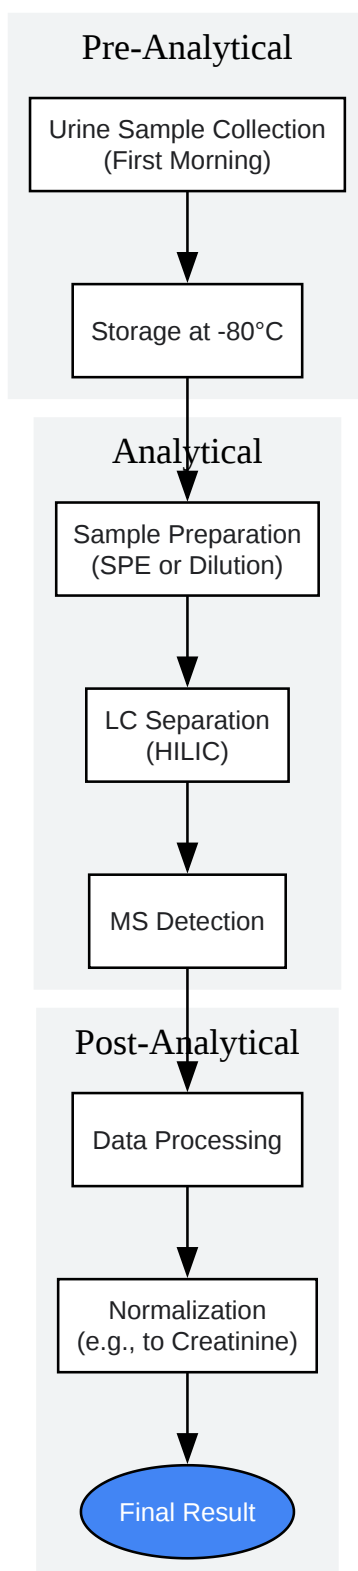 Pre-Analytical
Urine Sample Collection
(First Morning)
Storage at -80°C
Analytical
Sample Preparation
(SPE or Dilution)
LC Separation
(HILIC)
MS Detection
Post-Analytical
Data Processing
Normalization
(e.g., to Creatinine)
Final Result